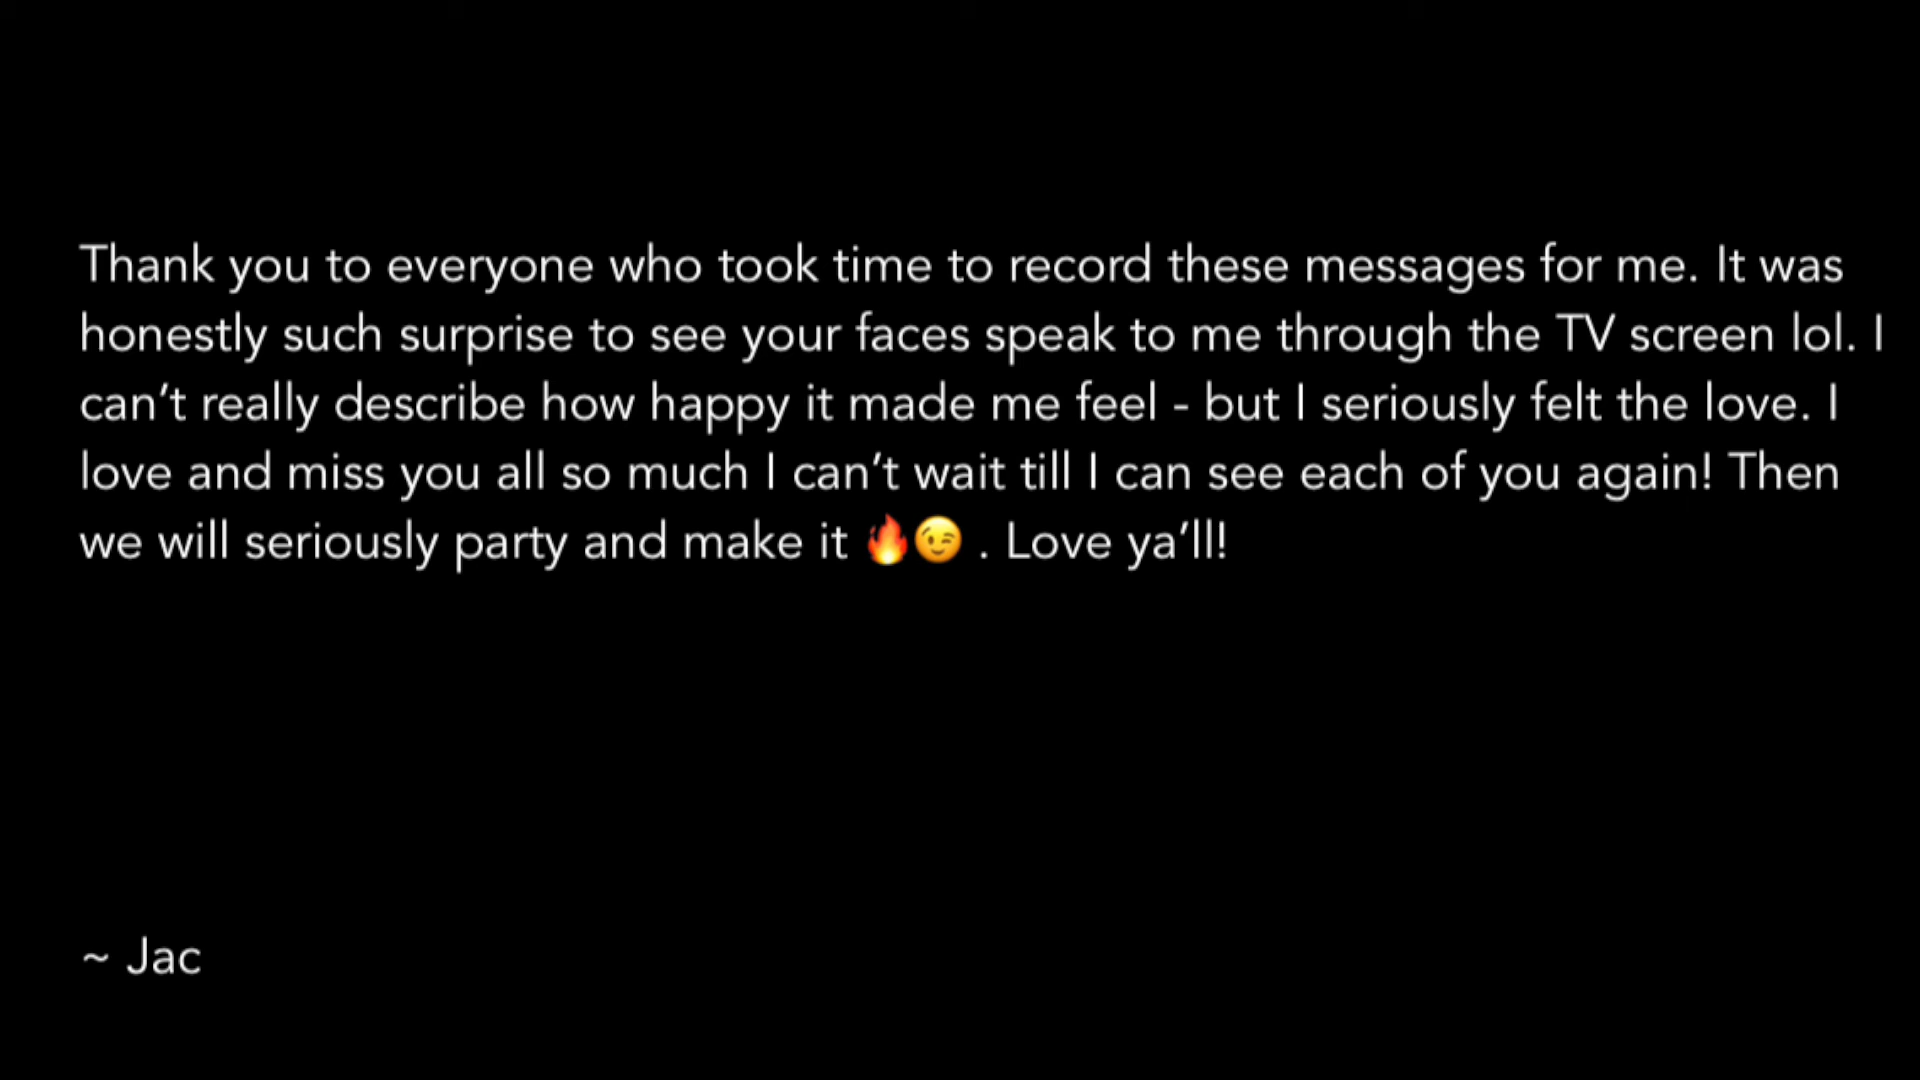 Thank you to everyone who took time to record these messages for me. It was
honestly such surprise to see your faces speak to me through the TV screen lol. I
can’t really describe how happy it made me feel - but I seriously felt the love. I
love and miss you all so much I can’t wait till I can see each of you again! Then
we will seriously party and make it 🔥😉 . Love ya’ll!
~ Jac